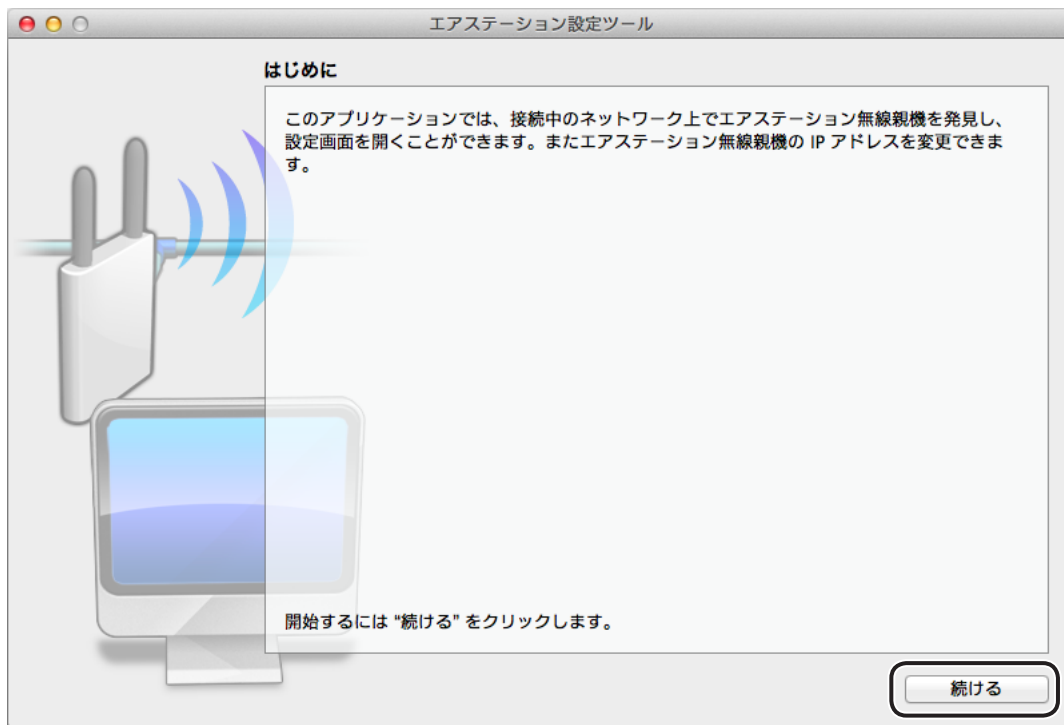 エアステーション設定ツール
はじめに
このアプリケーションでは、接続中のネットワーク上でエアステーション無線親機を発見し、
設定画面を開くことができます。またエアステーション無線親機の IP アドレスを変更できま
す。
開始するには “続ける” をクリックします。
続ける